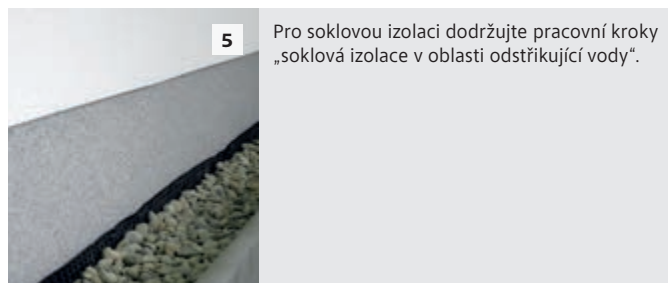 5
Pro soklovou izolaci dodržujte pracovní kroky
„soklová izolace v oblasti odstřikující vody“.